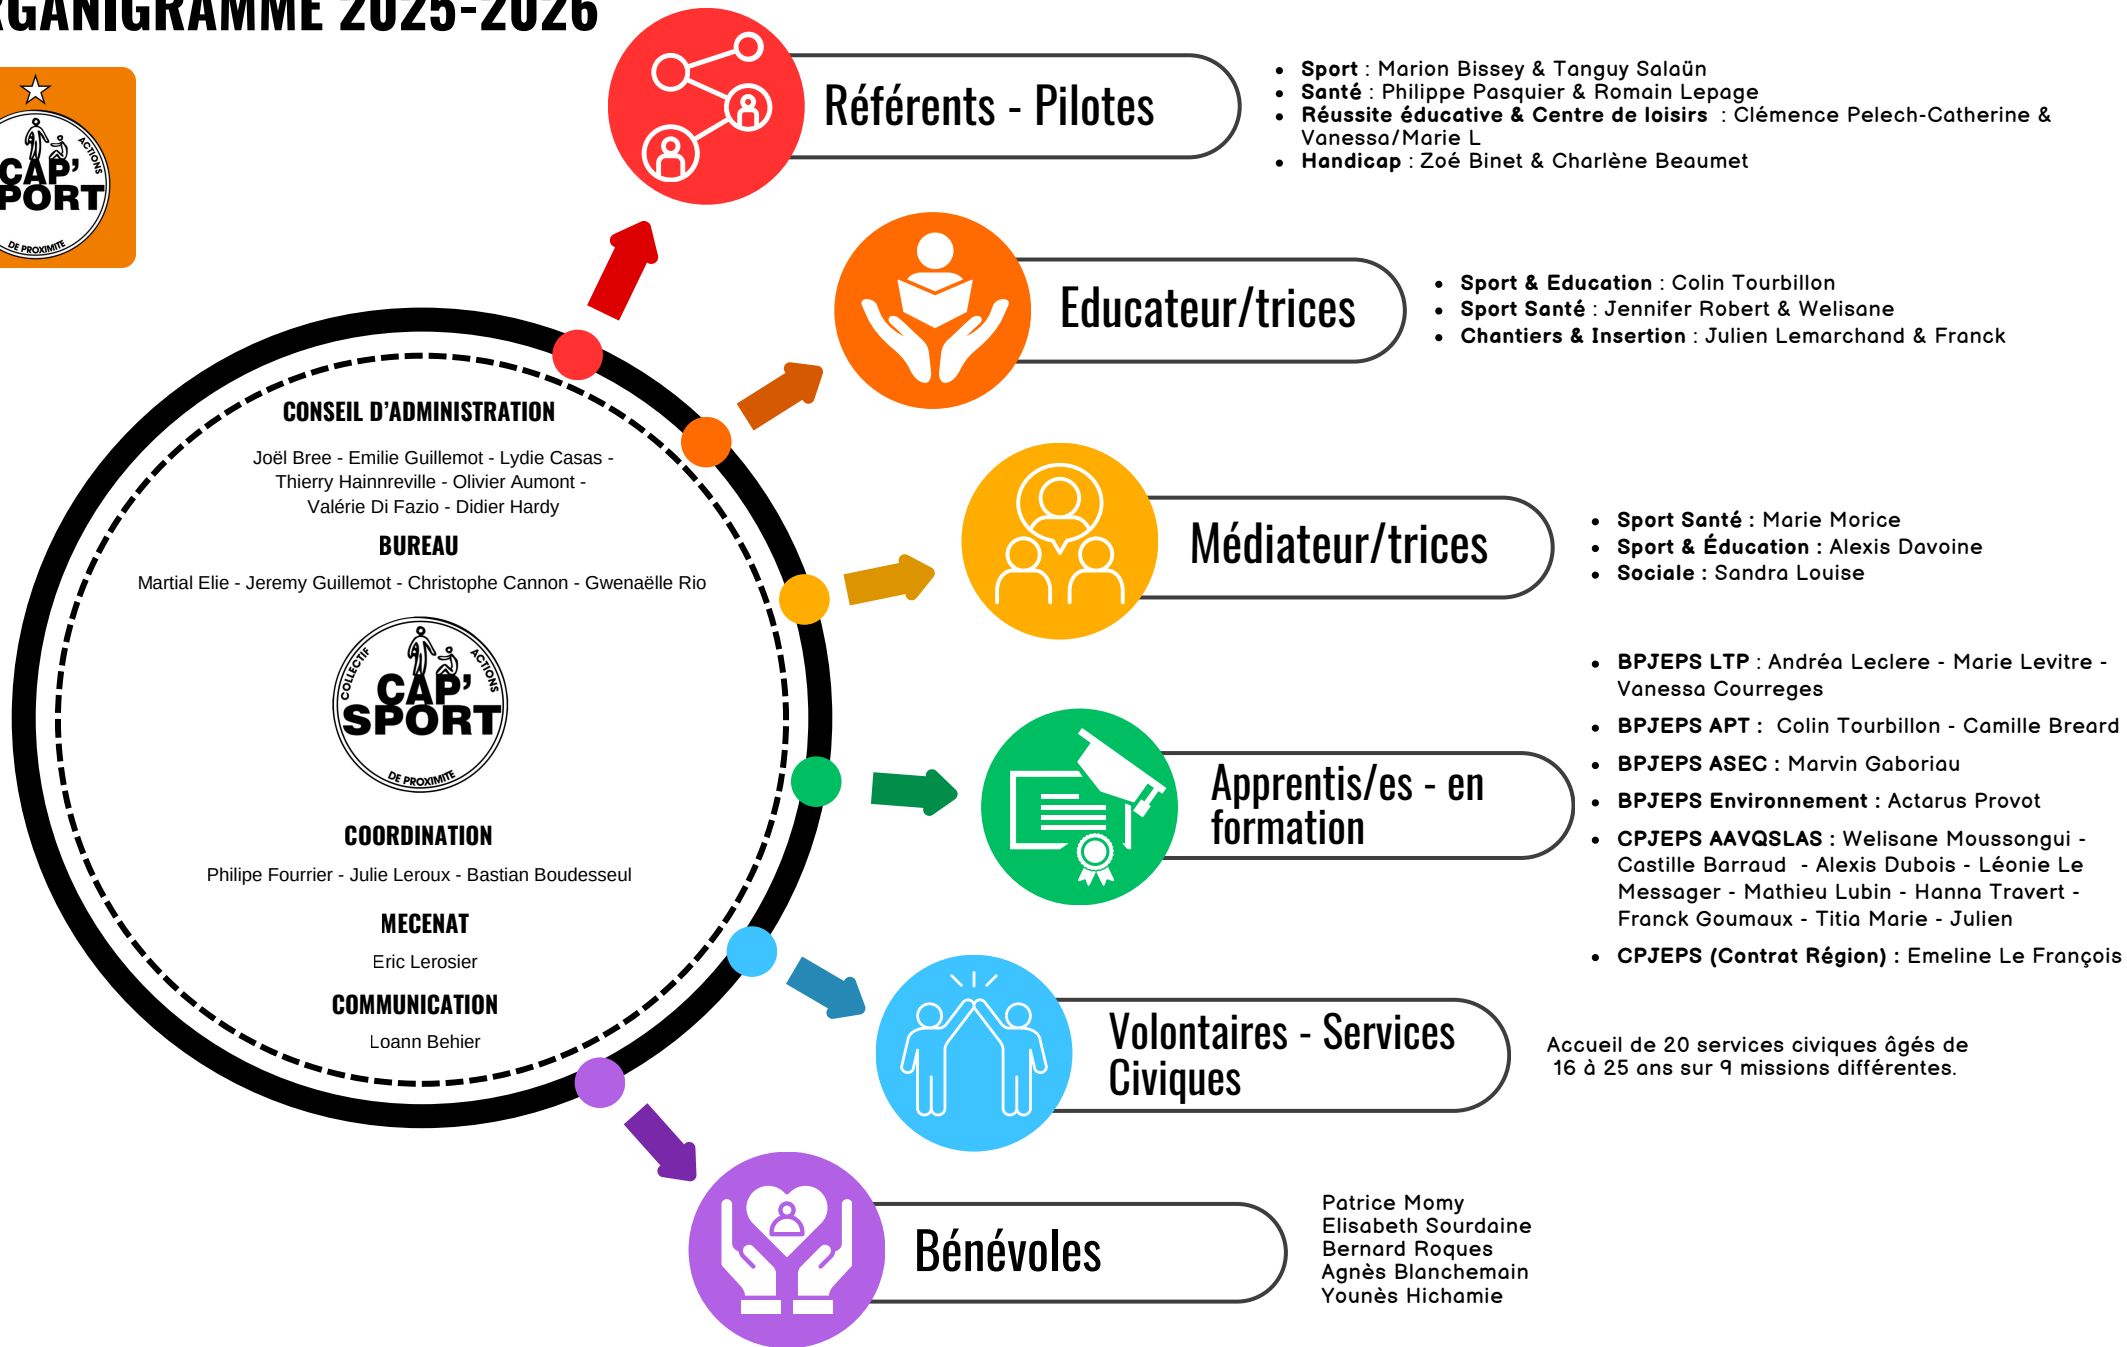 RGANIGRAMME 2025-2026
CAP'
PORT
ACTIONS
DE PROXIMITE
Référents - Pilotes
Sport : Marion Bissey & Tanguy Salaün
Santé : Philippe Pasquier & Romain Lepage
Réussite éducative & Centre de loisirs : Clémence Pelech-Catherine &
Vanessa/Marie L
Handicap : Zoé Binet & Charlène Beaumet
Educateur/trices
Sport & Education : Colin Tourbillon
Sport Santé : Jennifer Robert & Welisane
Chantiers & Insertion : Julien Lemarchand & Franck
CONSEIL D'ADMINISTRATION
Joël Bree - Emilie Guillemot - Lydie Casas -
Thierry Hainnreville - Olivier Aumont -
Valérie Di Fazio - Didier Hardy
BUREAU
Martial Elie - Jeremy Guillemot - Christophe Cannon - Gwenaëlle Rio
COLLECTIF
ACTIONS
CAP'
SPORT
DE PROXIMITE
COORDINATION
Philipe Fourrier - Julie Leroux - Bastian Boudesseul
MECENAT
Eric Lerosier
COMMUNICATION
Loann Behier
Médiateur/trices
Sport Santé : Marie Morice
Sport & Éducation : Alexis Davoine
Sociale : Sandra Louise
Apprentis/es - en
formation
BPJEPS LTP : Andréa Leclere - Marie Levitre -
Vanessa Courreges
BPJEPS APT : Colin Tourbillon - Camille Breard
BPJEPS ASEC : Marvin Gaboriau
BPJEPS Environnement : Actarus Provot
CPJEPS AAVQSLAS : Welisane Moussongui -
Castille Barraud - Alexis Dubois - Léonie Le
Messager - Mathieu Lubin - Hanna Travert -
Franck Goumaux - Titia Marie - Julien
CPJEPS (Contrat Région) : Emeline Le François
Volontaires - Services
Civiques
Accueil de 20 services civiques âgés de
16 à 25 ans sur 9 missions différentes.
Bénévoles
Patrice Momy
Elisabeth Sourdaine
Bernard Roques
Agnès Blanchemain
Younès Hichamie